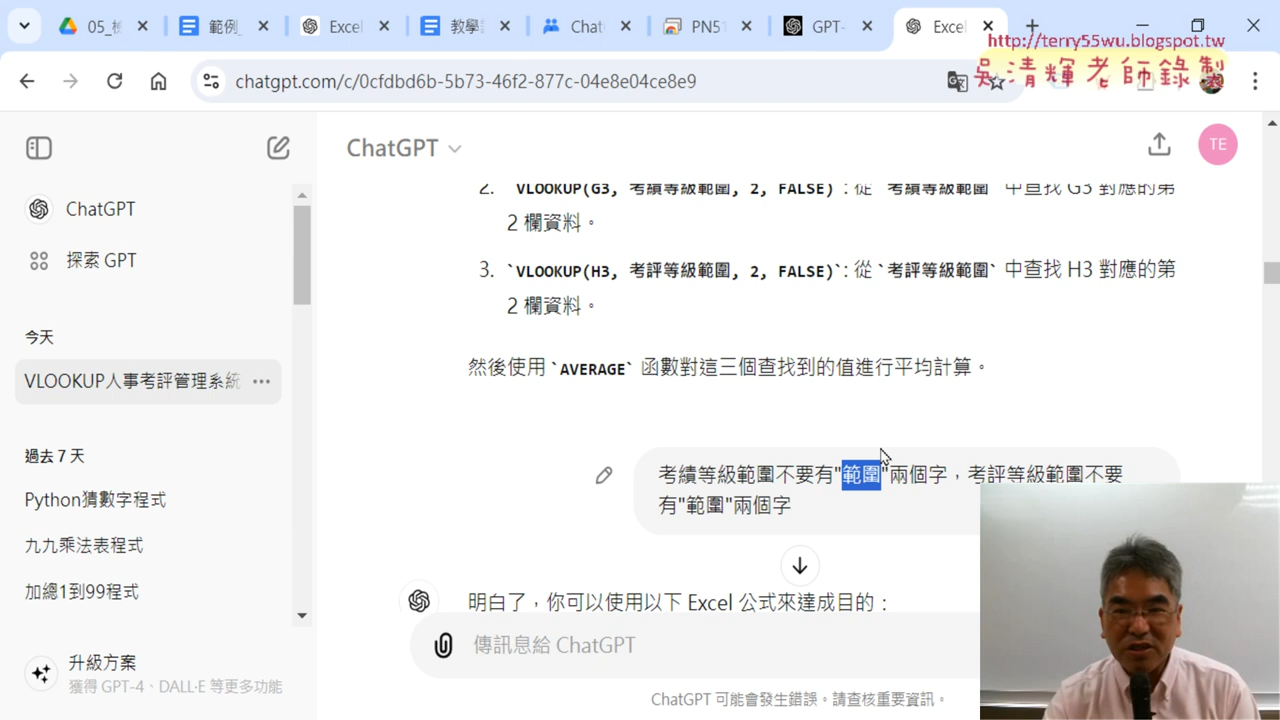 05_
範例_
Excel
教學
Chat
PN5
GPT-
Excel
http://terry55wu.blogspot.tw
吳清輝老師錄製
chatgpt.com/c/0cfdbd6b-5b73-46f2-877c-04e8e04ce8e9
ChatGPT
TE
ChatGPT
探索 GPT
今天
VLOOKUP人事考評管理系統
過去 7 天
Python猜數字程式
九九乘法表程式
加總1到99程式
升級方案
獲得 GPT-4、DALL·E 等更多功能
2. `VLOOKUP(G3, 考績等級範圍, 2, FALSE)`：從 `考績等級範圍` 中查找 G3 對應的第
2 欄資料。
3. `VLOOKUP(H3, 考評等級範圍, 2, FALSE)`: 從 `考評等級範圍` 中查找 H3 對應的第
2 欄資料。
然後使用 `AVERAGE` 函數對這三個查找到的值進行平均計算。
考績等級範圍不要有"範圍"兩個字，考評等級範圍不要
有"範圍"兩個字
明白了，你可以使用以下 Excel 公式來達成目的：
傳訊息給 ChatGPT
ChatGPT 可能會發生錯誤。請查核重要資訊。